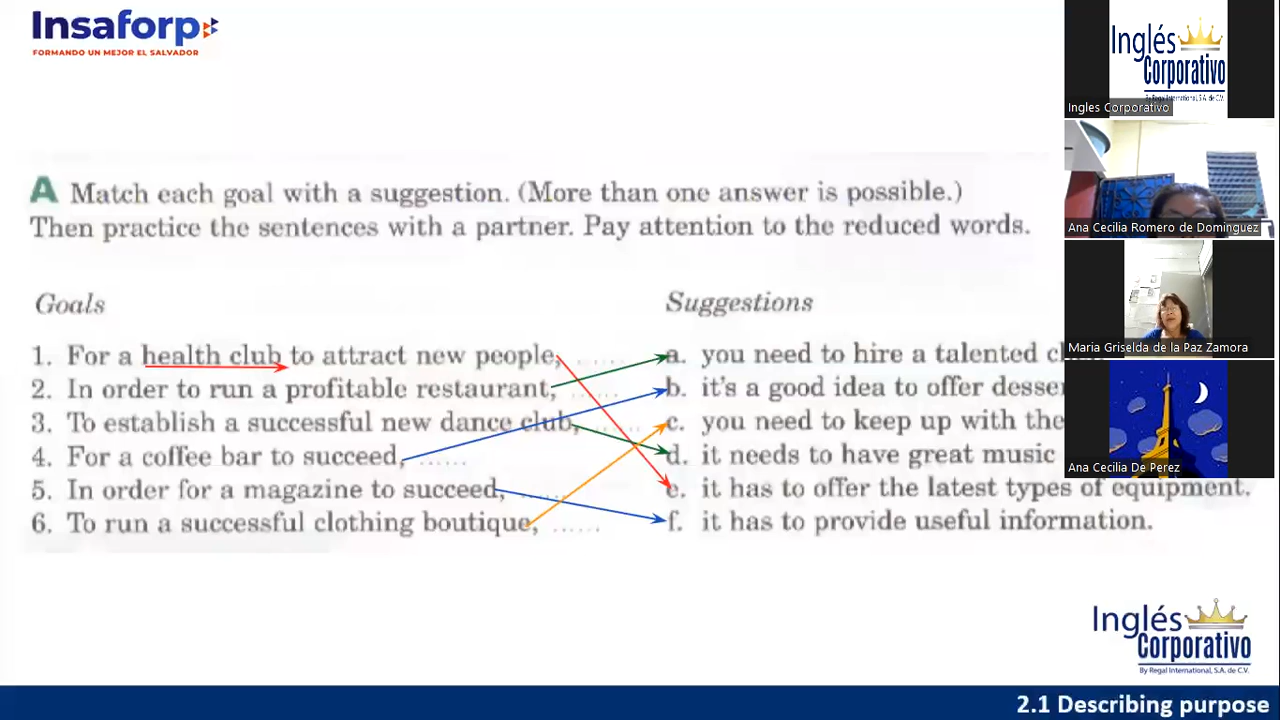 Insaforp
FORMANDO UN MEJOR EL SALVADOR
A Match each goal with a suggestion. (More than one answer is possible.)
Then practice the sentences with a partner. Pay attention to the reduced words.
Goals
Suggestions
1. For a health club to attract new people, ......
2. In order to run a profitable restaurant, ......
3. To establish a successful new dance club, ......
4. For a coffee bar to succeed, ......
5. In order for a magazine to succeed, ......
6. To run a successful clothing boutique, ......
a. you need to hire a talented
b. it's a good idea to offer
c. you need to keep up with the
d. it needs to have great music
e. it has to offer the latest types of equipment.
f. it has to provide useful information.
Inglés
Corporativo
By Regal International, S.A. de C.V.
Ingles Corporativo
Ana Cecilia Romero de Dominguez
Maria Griselda de la Paz Zamora
Ana Cecilia De Perez
Inglés
Corporativo
By Regal International, S.A. de C.V.
2.1 Describing purpose